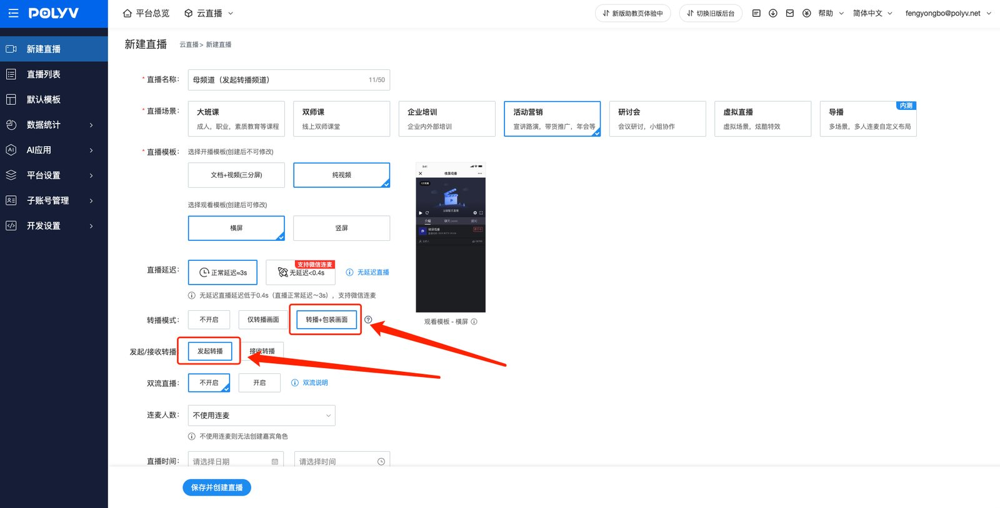 POLYV
平台总览
云直播
新版助教页体验中
切换旧版后台
帮助
简体中文
fengyongbo@polyv.net
新建直播
直播列表
默认模板
数据统计
AI应用
平台设置
子账号管理
开发设置
新建直播
云直播> 新建直播
* 直播名称：
母频道（发起转播频道）
11/50
* 直播场景：
大班课
成人，职业，素质教育等课程
双师课
线上双师课堂
企业培训
企业内外部培训
活动营销
宣讲路演，带货推广，年会等
研讨会
会议研讨，小组协作
虚拟直播
虚拟场景，炫酷特效
内测
导播
多场景，多人连麦自定义布局
* 直播模板：
选择开播模板(创建后不可修改)
文档+视频(三分屏)
纯视频
选择观看模板(创建后可修改)
横屏
竖屏
9:41
横屏观看
介绍
聊天
提问
横屏观看
观看模板 - 横屏
直播延迟：
正常延迟≈3s
支持微信连麦
无延迟<0.4s
无延迟直播
无延迟直播延迟低于0.4s（直播正常延迟～3s），支持微信连麦
转播模式：
不开启
仅转播画面
转播+包装画面
发起/接收转播：
发起转播
接收转播
双流直播：
不开启
开启
双流说明
连麦人数：
不使用连麦
不使用连麦则无法创建嘉宾角色
直播时间：
请选择日期
请选择时间
保存并创建直播